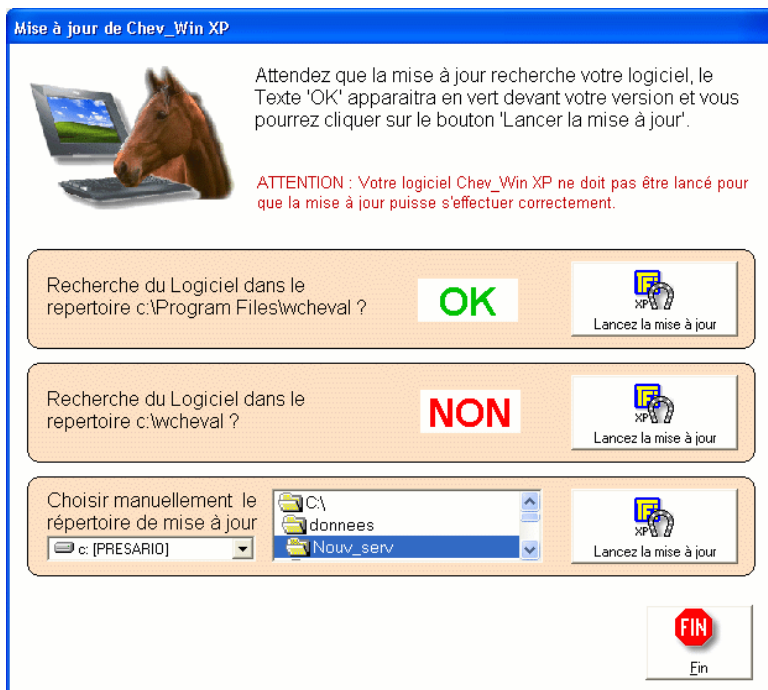 Mise à jour de Chev_Win XP
Attendez que la mise à jour recherche votre logiciel, le
Texte 'OK' apparaitra en vert devant votre version et vous
pourrez cliquer sur le bouton 'Lancer la mise à jour'.
ATTENTION : Votre logiciel Chev_Win XP ne doit pas être lancé pour
que la mise à jour puisse s'effectuer correctement.
Recherche du Logiciel dans le
repertoire c:\Program Files\wcheval ?
OK
XP
Lancez la mise à jour
Recherche du Logiciel dans le
repertoire c:\wcheval ?
NON
XP
Lancez la mise à jour
Choisir manuellement le
répertoire de mise à jour
c: [PRESARIO]
C:\
donnees
Nouv_serv
XP
Lancez la mise à jour
FIN
Fin